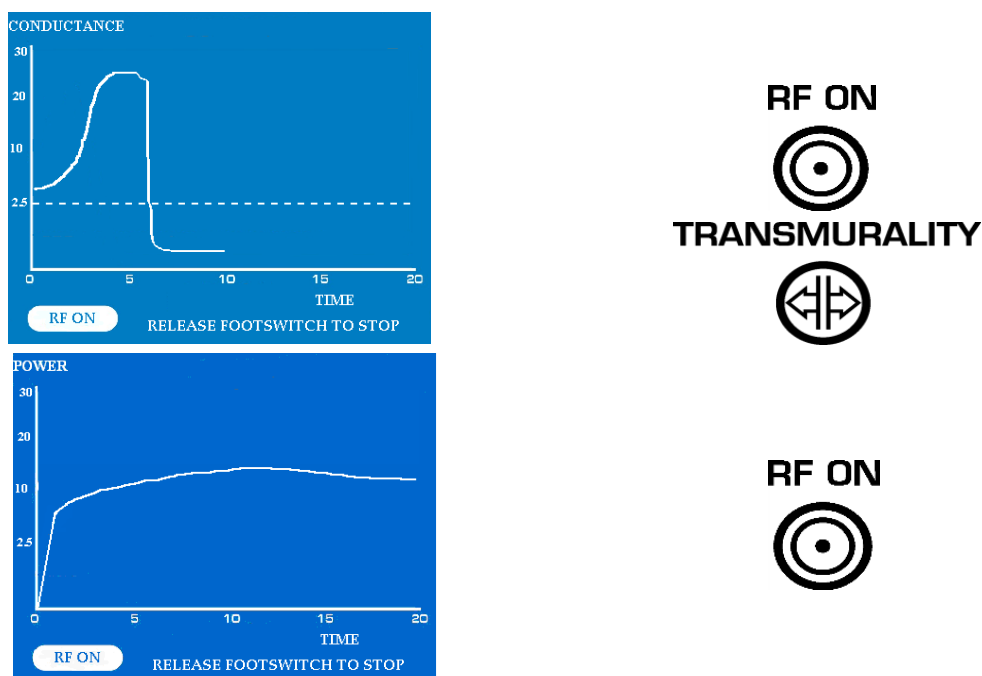 CONDUCTANCE
30
20
10
2.5
0 5 10 15 20
TIME
RF ON
RELEASE FOOTSWITCH TO STOP
RF ON
TRANSMURALITY
POWER
30
20
10
2.5
0 5 10 15 20
TIME
RF ON
RELEASE FOOTSWITCH TO STOP
RF ON